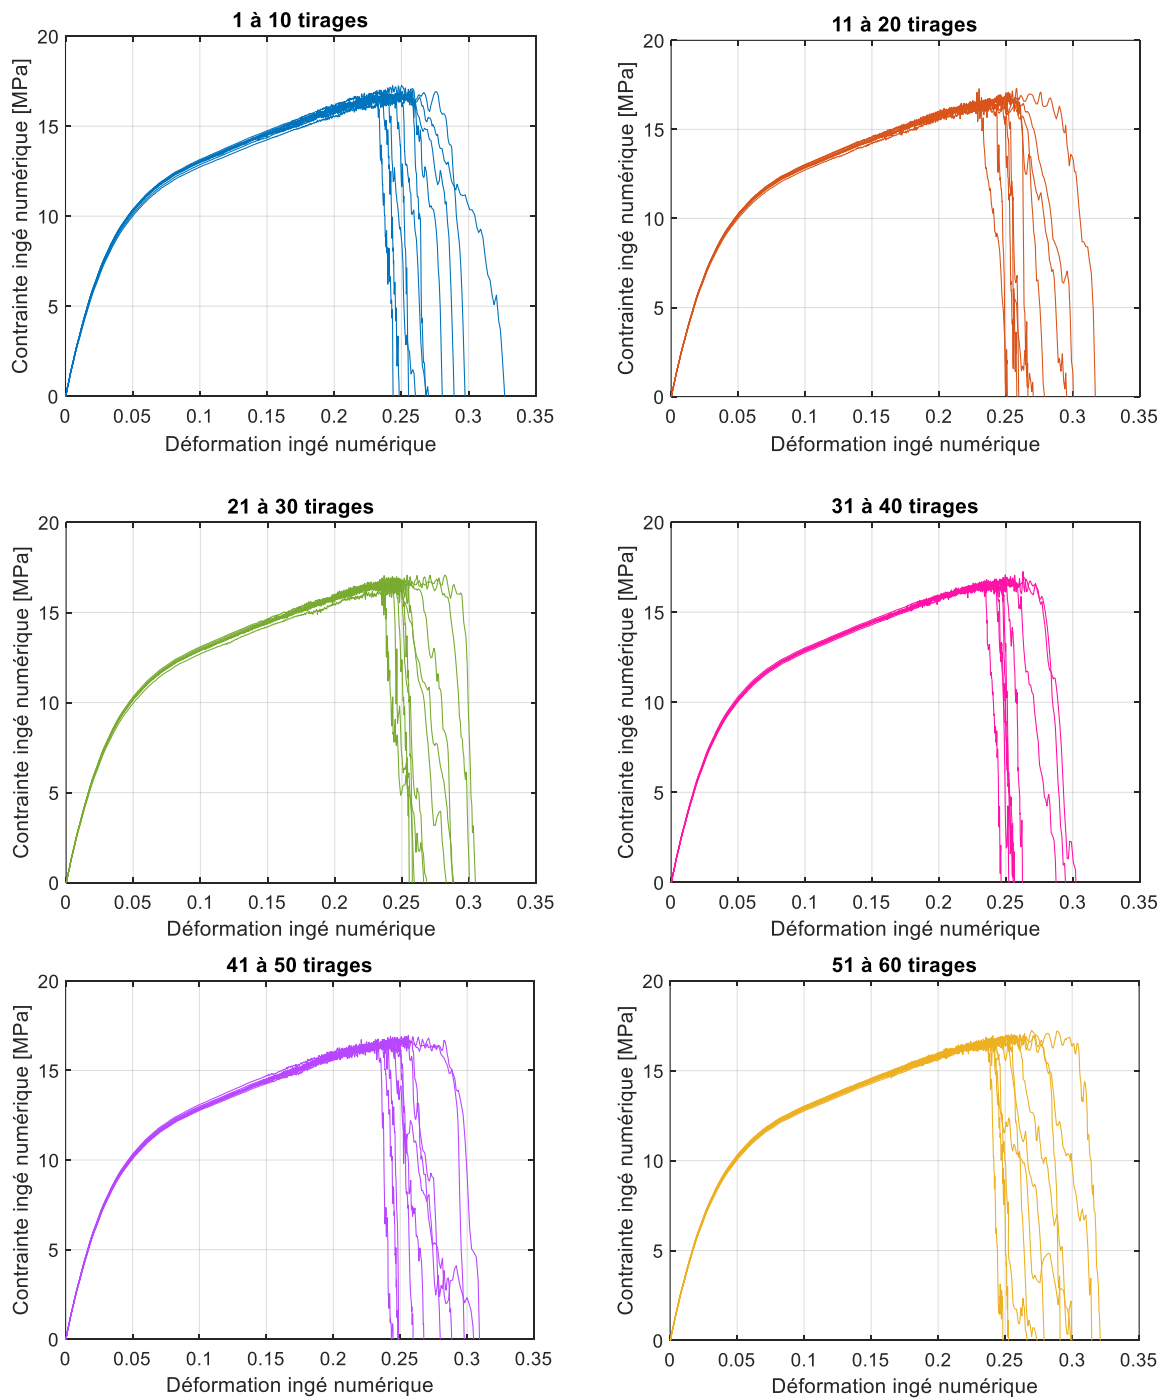 1 à 10 tirages
20
15
10
5
0
Contrainte ingé numérique [MPa]
0 0.05 0.1 0.15 0.2 0.25 0.3 0.35
Déformation ingé numérique
11 à 20 tirages
20
15
10
5
0
Contrainte ingé numérique [MPa]
0 0.05 0.1 0.15 0.2 0.25 0.3 0.35
Déformation ingé numérique
21 à 30 tirages
20
15
10
5
0
Contrainte ingé numérique [MPa]
0 0.05 0.1 0.15 0.2 0.25 0.3 0.35
Déformation ingé numérique
31 à 40 tirages
20
15
10
5
0
Contrainte ingé numérique [MPa]
0 0.05 0.1 0.15 0.2 0.25 0.3 0.35
Déformation ingé numérique
41 à 50 tirages
20
15
10
5
0
Contrainte ingé numérique [MPa]
0 0.05 0.1 0.15 0.2 0.25 0.3 0.35
Déformation ingé numérique
51 à 60 tirages
20
15
10
5
0
Contrainte ingé numérique [MPa]
0 0.05 0.1 0.15 0.2 0.25 0.3 0.35
Déformation ingé numérique